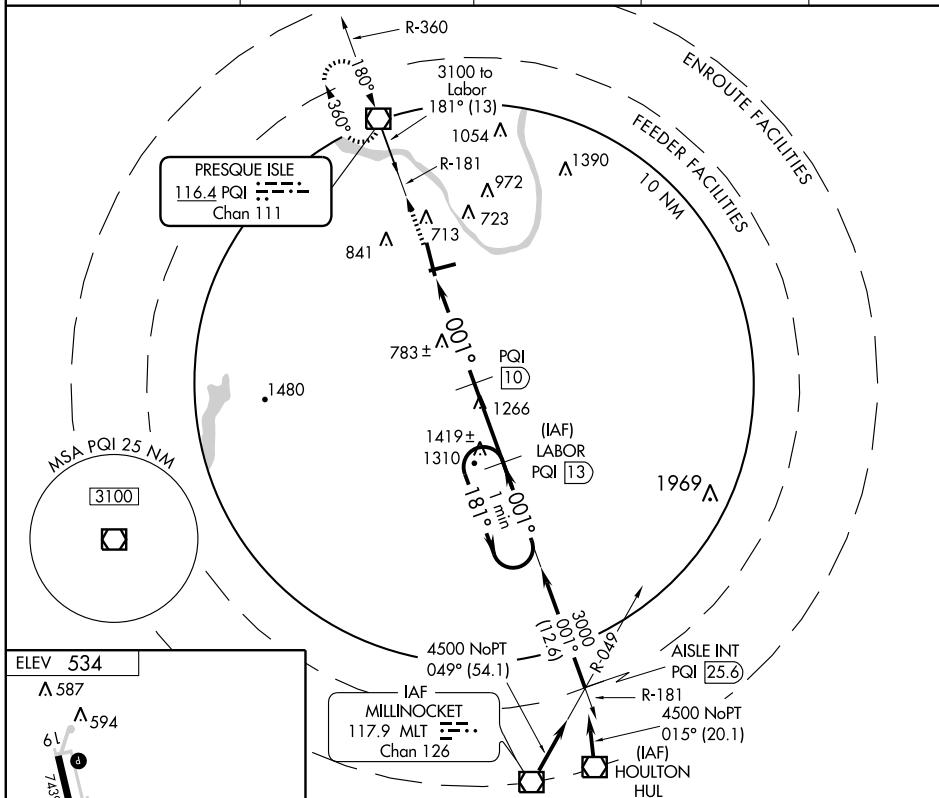 R-360
ENROUTE FACILITIES
180°
3100 to
Labor
181° (13)
360°
1054
FEEDER FACILITIES
1390
PRESQUE ISLE
116.4 PQI
Chan 111
R-181
972
10 NM
723
713
841
001°
783 ±
PQI
10
1480
1266
1419 ±
1310
(IAF)
LABOR
PQI 13
MSA PQI 25 NM
3100
181°
1 min
001°
1969
3000
001°
(12.6)
R-049
4500 NoPT
049° (54.1)
AISLE INT
PQI 25.6
R-181
ELEV 534
587
594
19
P
IAF
MILLINOCKET
117.9 MLT
Chan 126
4500 NoPT
015° (20.1)
(IAF)
HOULTON
HUL